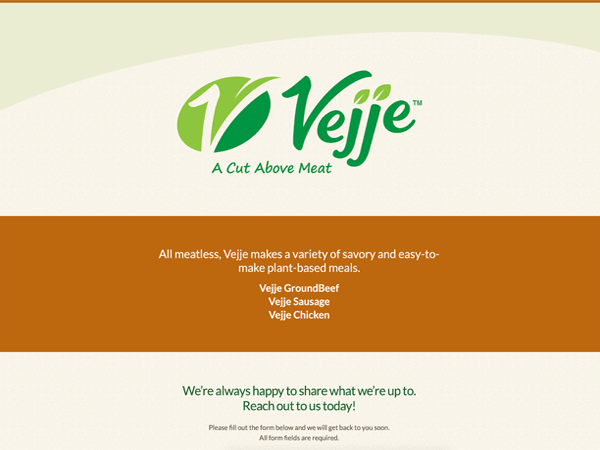 Vejje™
A Cut Above Meat
All meatless, Vejje makes a variety of savory and easy-to-
make plant-based meals.
Vejje GroundBeef
Vejje Sausage
Vejje Chicken
We're always happy to share what we're up to.
Reach out to us today!
Please fill out the form below and we will get back to you soon.
All form fields are required.